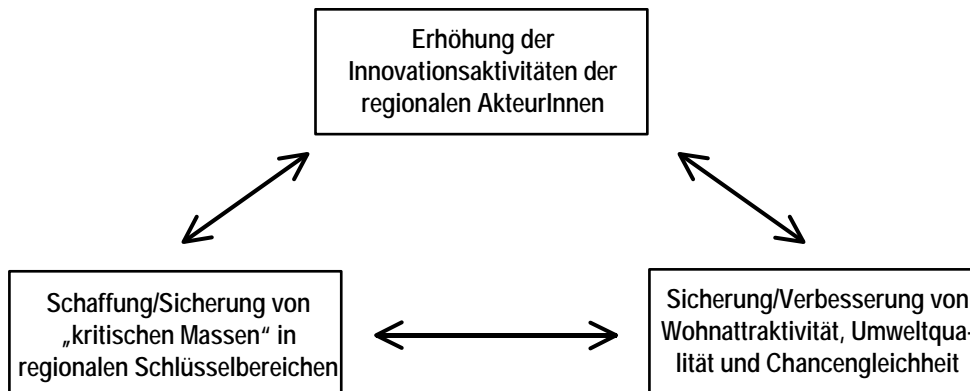 Erhöhung der
Innovationsaktivitäten der
regionalen AkteurInnen
Schaffung/Sicherung von
„kritischen Massen“ in
regionalen Schlüsselbereichen
Sicherung/Verbesserung von
Wohnattraktivität, Umweltqua-
lität und Chancengleichheit